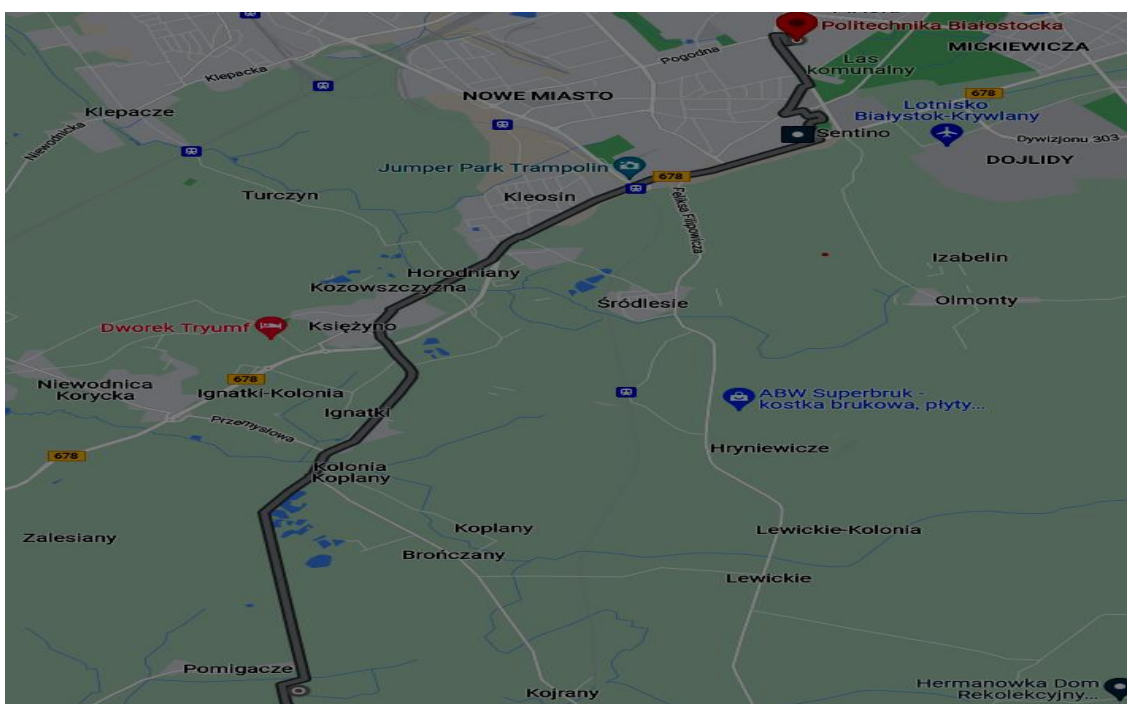 Politechnika Białostocka
MICKIEWICZA
Pogodna
Las
komunalny
Klepacka
678
NOWE MIASTO
Klepacze
Lotnisko
Białystok-Krywlany
Niewodnicka
Sentino
Dywizjonu 303
DOJLIDY
Jumper Park Trampolin
678
Turczyn
Kleosin
Feliksa Filipowicza
Izabelin
Horodniany
Kozowszczyzna
Śródlesie
Olmonty
Dworek Tryumf
Księżyno
678
Niewodnica
Korycka
Ignatki-Kolonia
ABW Superbruk -
kostka brukowa, płyty...
Ignatki
Przemysłowa
Hryniewicze
678
Kolonia
Koplany
Zalesiany
Koplany
Lewickie-Kolonia
Brończany
Lewickie
Pomigacze
Kojrany
Hermanowka Dom
Rekolekcyjny...